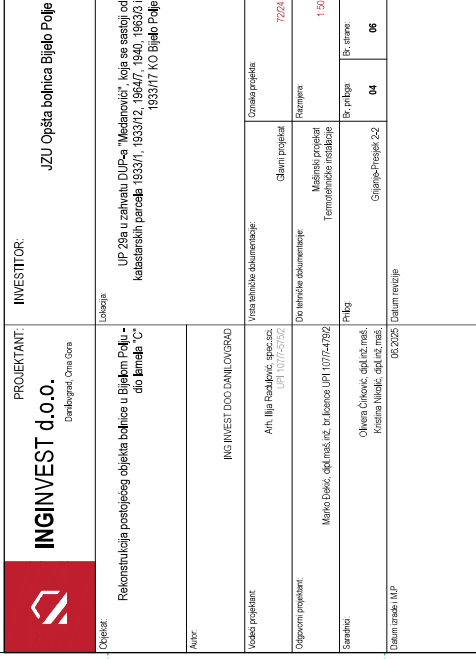 PROJEKTANT:
INGINVEST d.o.o.
Danilovgrad, Crna Gora
INVESTITOR:
JZU Opšta bolnica Bijelo Polje
Objekat:
Rekonstrukcija postojećeg objekta bolnice u Bijelom Polju -
dio lamela "C"
Lokacija:
UP 29a u zahvatu DUP-a "Medanovići", koja se sastoji od
katastarskih parcela 1933/1, 1933/12, 1964/7, 1940, 1963/3 i
1933/17 KO Bijelo Polje
Autor:
ING INVEST DOO DANILOVGRAD
Vodeći projektant:
Arh. Ilija Radulović, spec.sci.
UPI 107/7-575/2
Vrsta tehničke dokumentacije:
Glavni projekat
Oznaka projekta:
72/24
Odgovorni projektant:
Marko Đekić, dipl.maš.inž, br.licence UPI 107/7-479/2
Dio tehničke dokumentacije:
Mašinski projekat
Termotehničke instalacije
Razmjera:
1:50
Saradnici:
Olivera Ćirković, dipl.inž.maš.
Kristina Nikolić, dipl.inž.maš.
Prilog:
Grijanje-Presjek 2-2
Br. priloga:
04
Br. strane:
06
Datum izrade i M.P
06.2025
Datum revizije